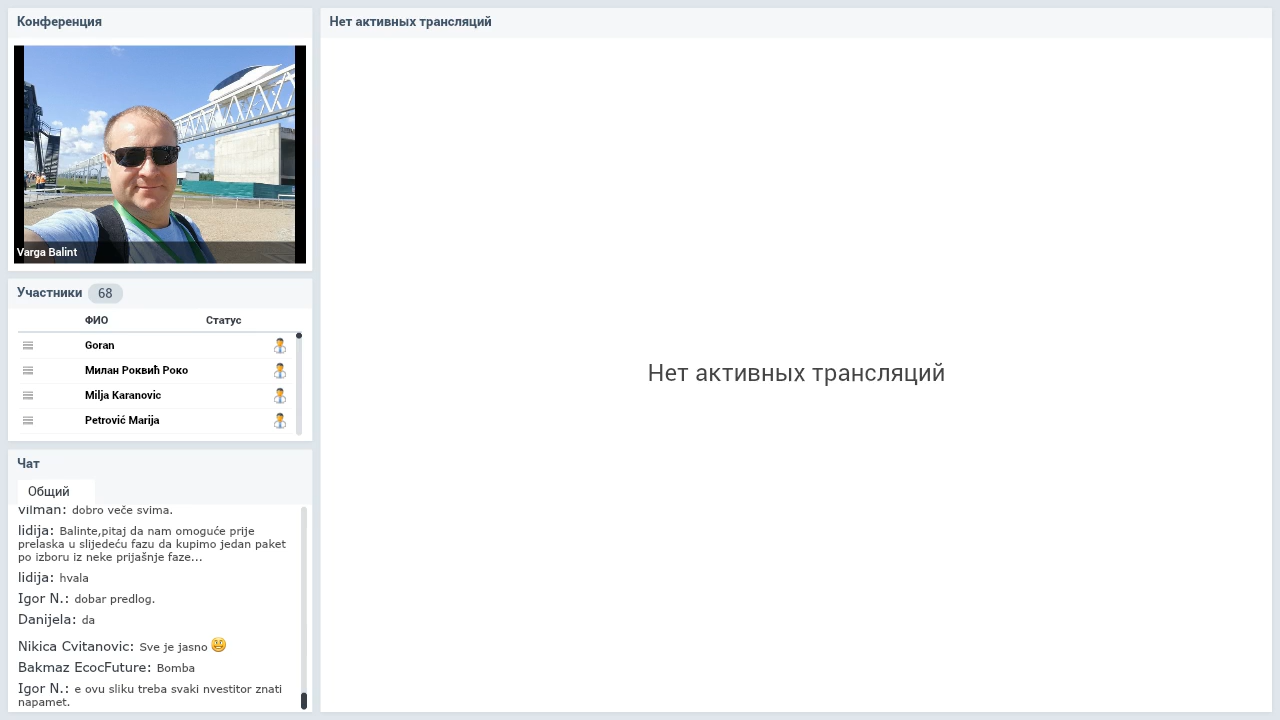 Конференция
Varga Balint
Участники 68
ФИО Статус
Goran
Милан Роквић Роко
Milja Karanovic
Petrović Marija
Чат
Общий
vilman: dobro veče svima.
lidija: Balinte,pitaj da nam omoguće prije
prelaska u slijedeću fazu da kupimo jedan paket
po izboru iz neke prijašnje faze...
lidija: hvala
Igor N.: dobar predlog.
Danijela: da
Nikica Cvitanovic: Sve je jasno
Bakmaz EcocFuture: Bomba
Igor N.: e ovu sliku treba svaki nvestitor znati
napamet.
Нет активных трансляций
Нет активных трансляций